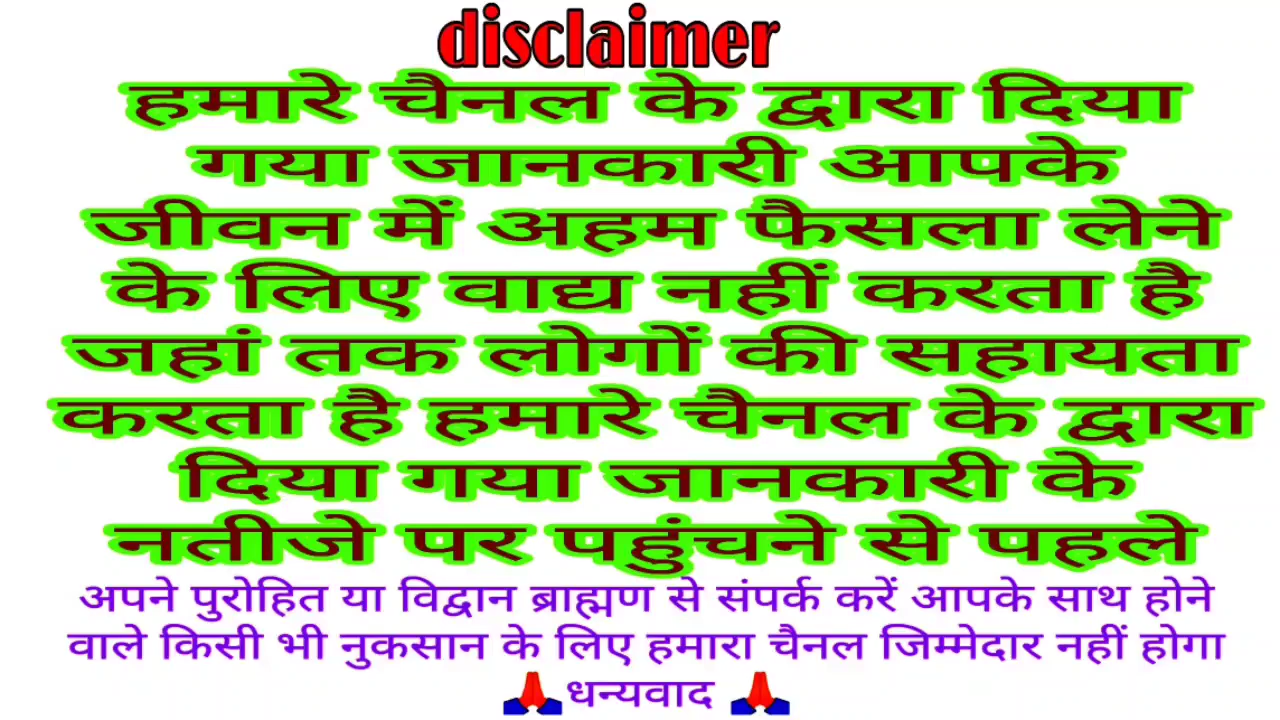 disclaimer
हमारे चैनल के द्वारा दिया
गया जानकारी आपके
जीवन में अहम फैसला लेने
के लिए वाद्य नहीं करता है
जहां तक लोगों की सहायता
करता है हमारे चैनल के द्वारा
दिया गया जानकारी के
नतीजे पर पहुंचने से पहले
अपने पुरोहित या विद्वान ब्राह्मण से संपर्क करें आपके साथ होने
वाले किसी भी नुकसान के लिए हमारा चैनल जिम्मेदार नहीं होगा
🙏धन्यवाद 🙏